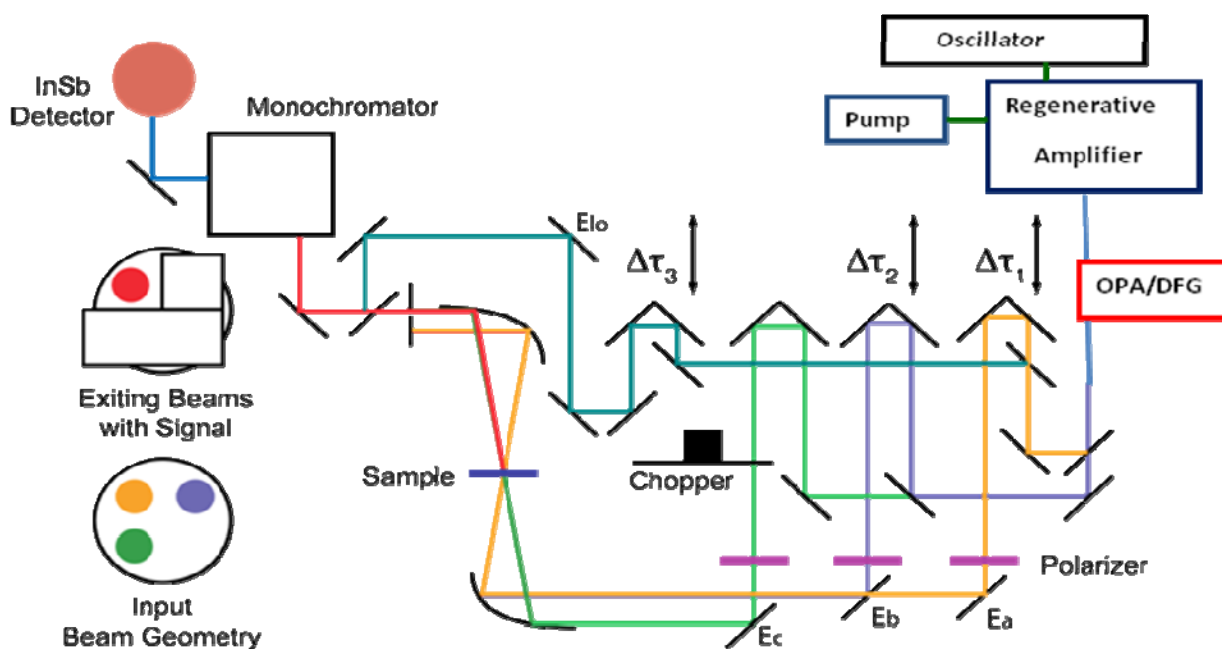 Oscillator
InSb
Detector
Monochromator
Pump
Regenerative
Amplifier
Elo
Δτ3
Δτ2
Δτ1
OPA/DFG
Exiting Beams
with Signal
Sample
Chopper
Polarizer
Input
Beam Geometry
Ec
Eb
Ea